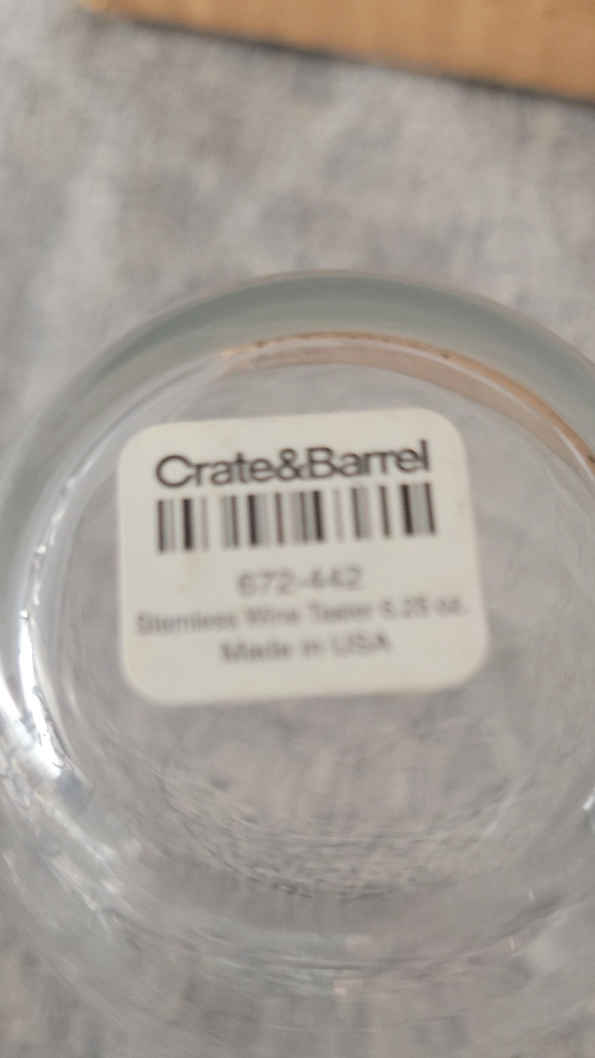 Crate&Barrel
672-442
Stemless Wine Taster 6.25 oz.
Made in USA